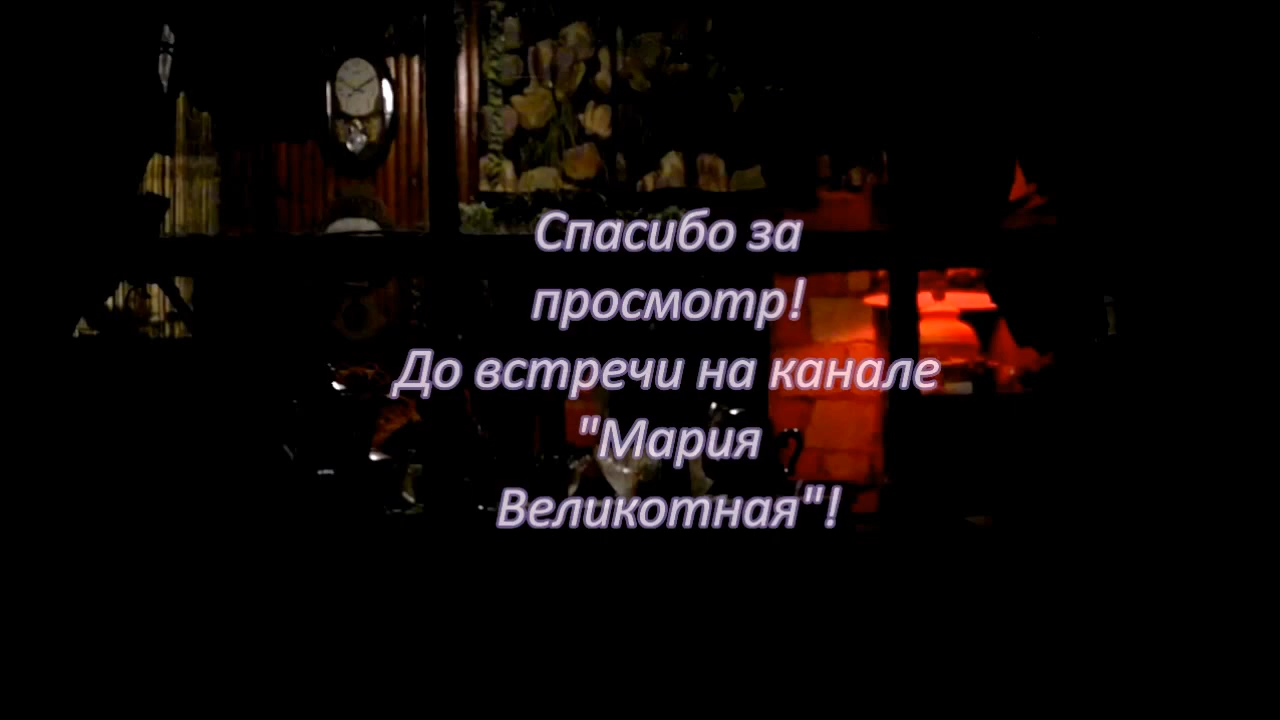 Спасибо за
просмотр!
До встречи на канале
"Мария
Великотная"!